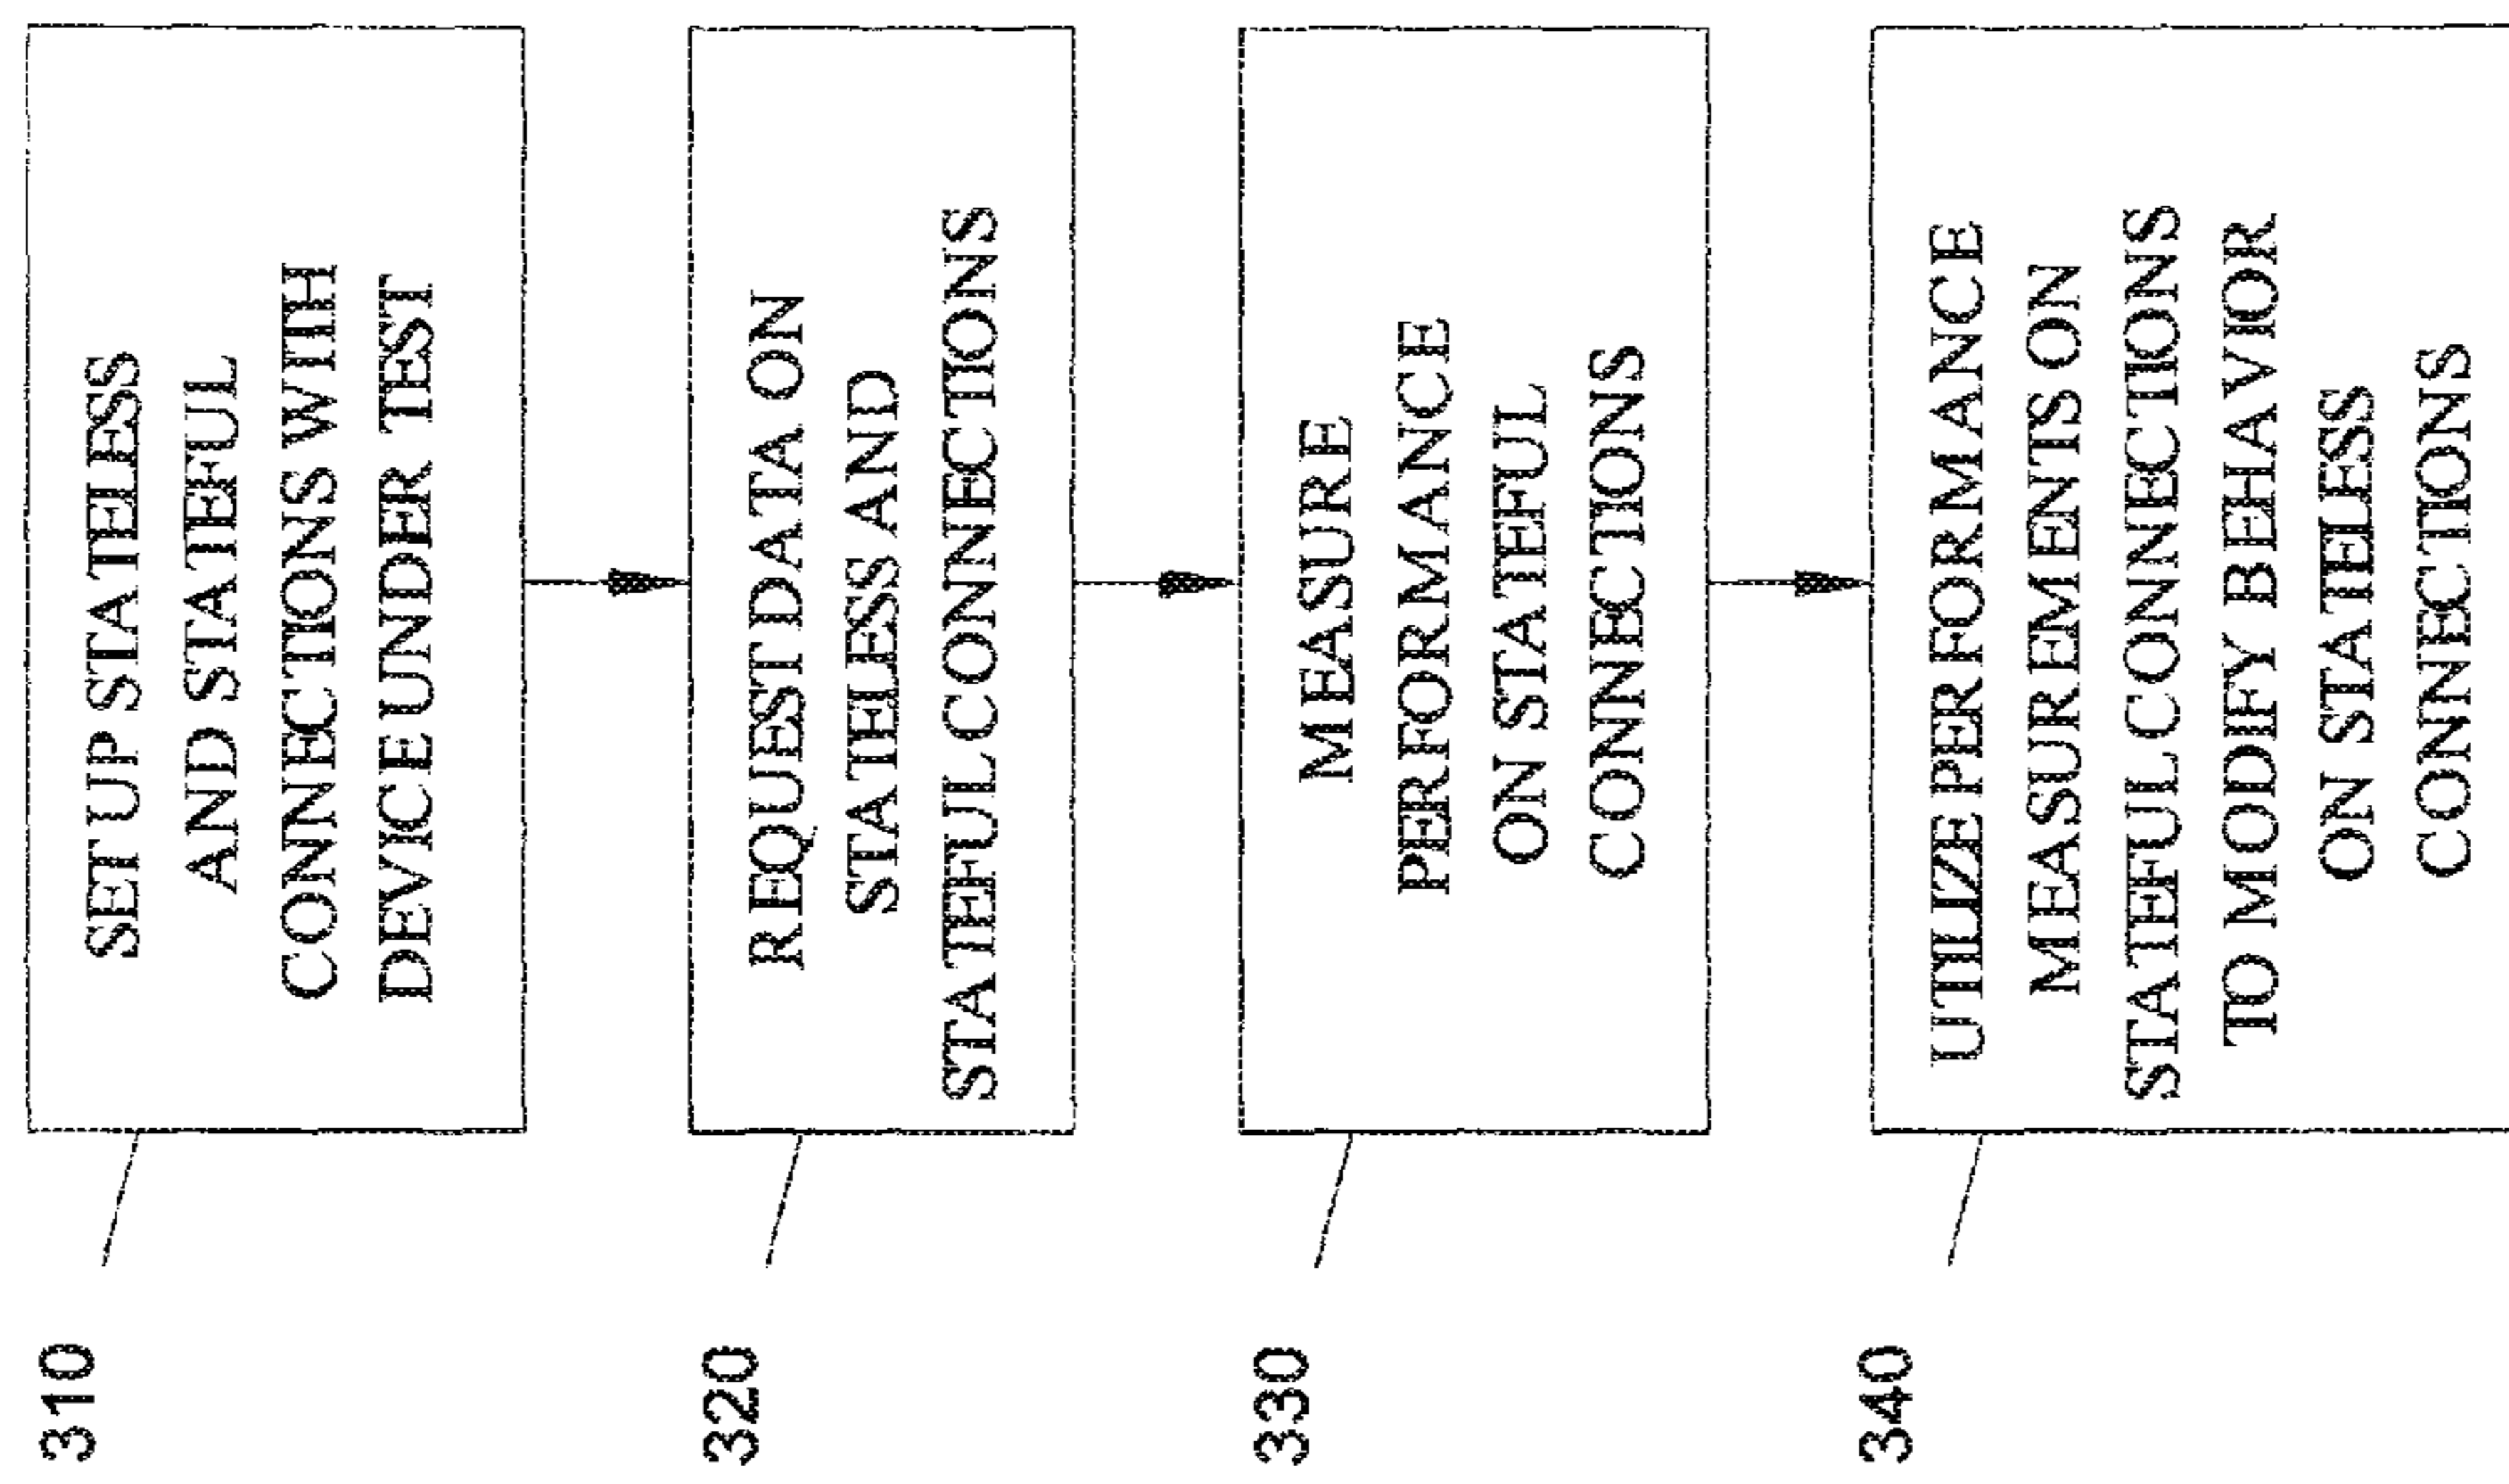 310
SET UP STATELESS
AND STATEFUL
CONNECTIONS WITH
DEVICE UNDER TEST
320
REQUEST DATA ON
STATELESS AND
STATEFUL CONNECTIONS
330
MEASURE
PERFORMANCE
ON STATEFUL
CONNECTIONS
340
UTILIZE PERFORMANCE
MEASUREMENTS ON
STATEFUL CONNECTIONS
TO MODIFY BEHAVIOR
ON STATELESS
CONNECTIONS